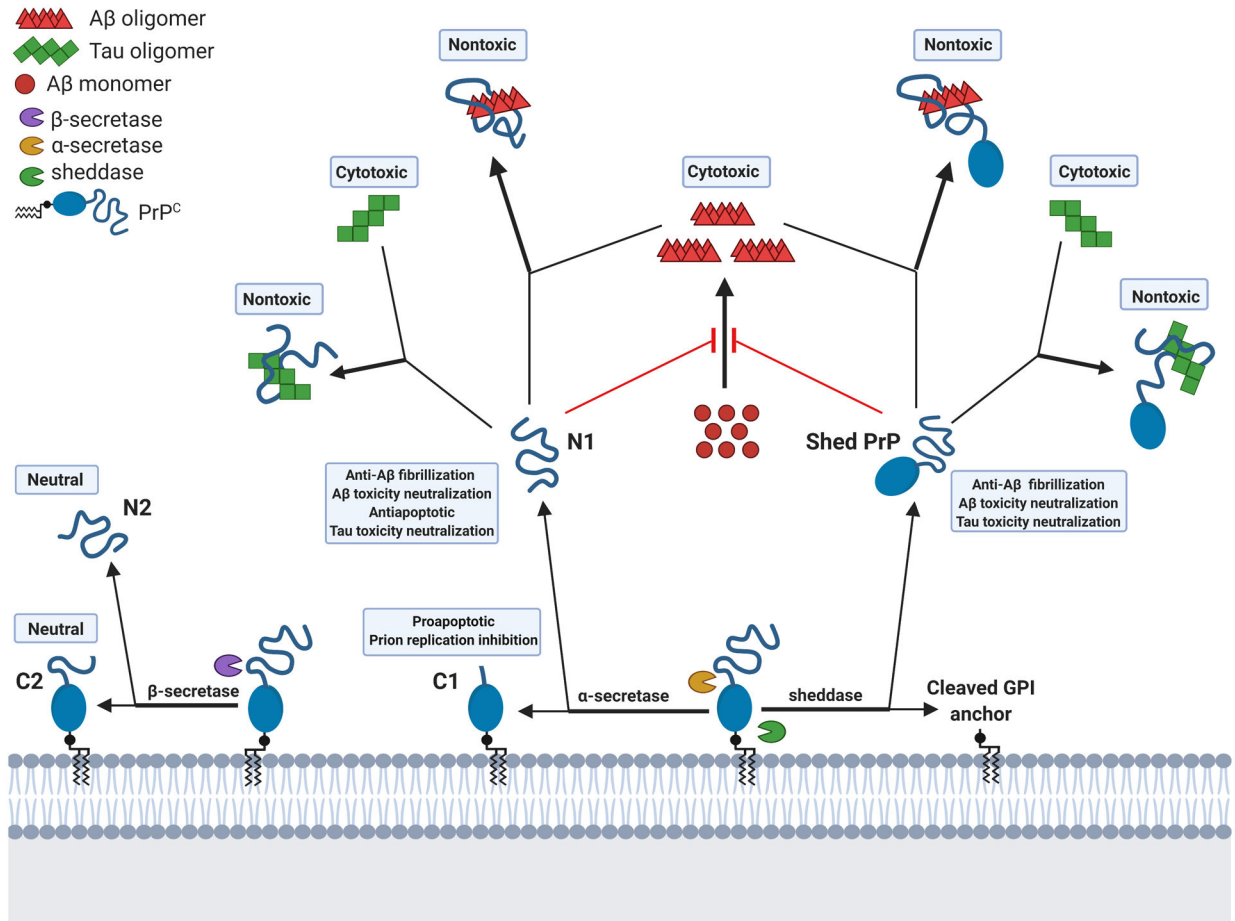 Aβ oligomer
Tau oligomer
Aβ monomer
β-secretase
α-secretase
sheddase
PrPᶜ
Nontoxic
Nontoxic
Cytotoxic
Cytotoxic
Cytotoxic
Nontoxic
Nontoxic
N1
Shed PrP
Anti-Aβ fibrillization
Aβ toxicity neutralization
Antiapoptotic
Tau toxicity neutralization
Anti-Aβ fibrillization
Aβ toxicity neutralization
Tau toxicity neutralization
Neutral
N2
Neutral
C2
β-secretase
Proapoptotic
Prion replication inhibition
C1
α-secretase
sheddase
Cleaved GPI
anchor